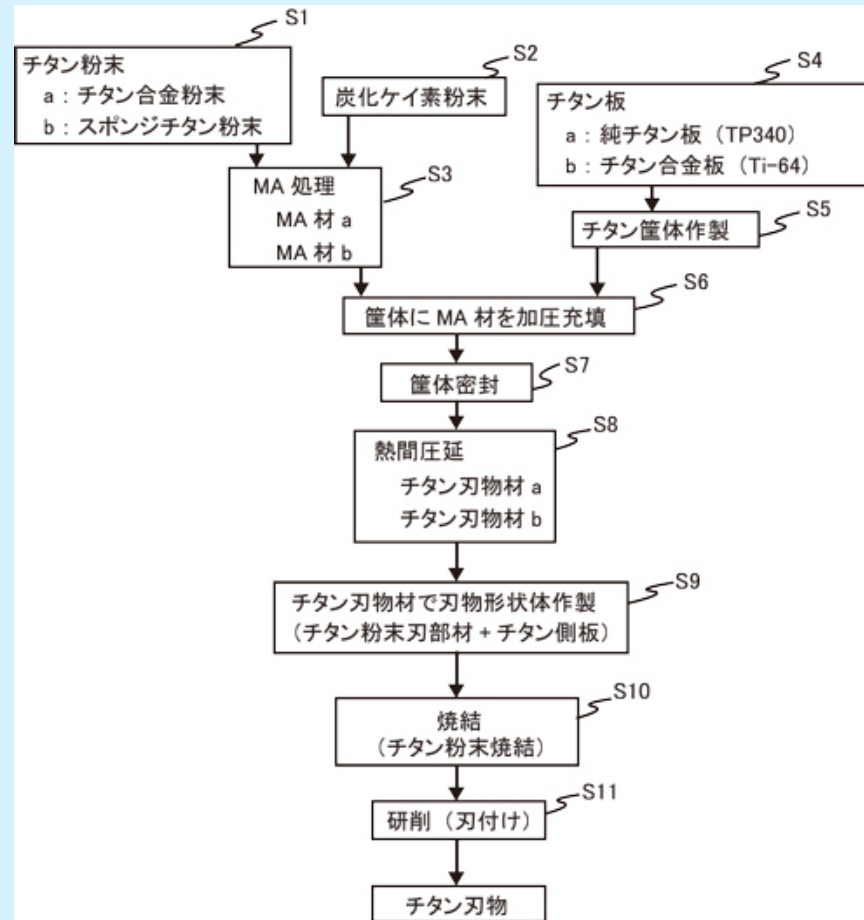 S1
チタン粉末
a：チタン合金粉末
b：スポンジチタン粉末
S2
炭化ケイ素粉末
S4
チタン板
a：純チタン板（TP340）
b：チタン合金板（Ti-64）
S3
MA 処理
MA 材 a
MA 材 b
S5
チタン筐体作製
S6
筐体に MA 材を加圧充填
S7
筐体密封
S8
熱間圧延
チタン刃物材 a
チタン刃物材 b
S9
チタン刃物材で刃物形状体作製
（チタン粉末刃部材 + チタン側板）
S10
焼結
（チタン粉末焼結）
S11
研削（刃付け）
チタン刃物